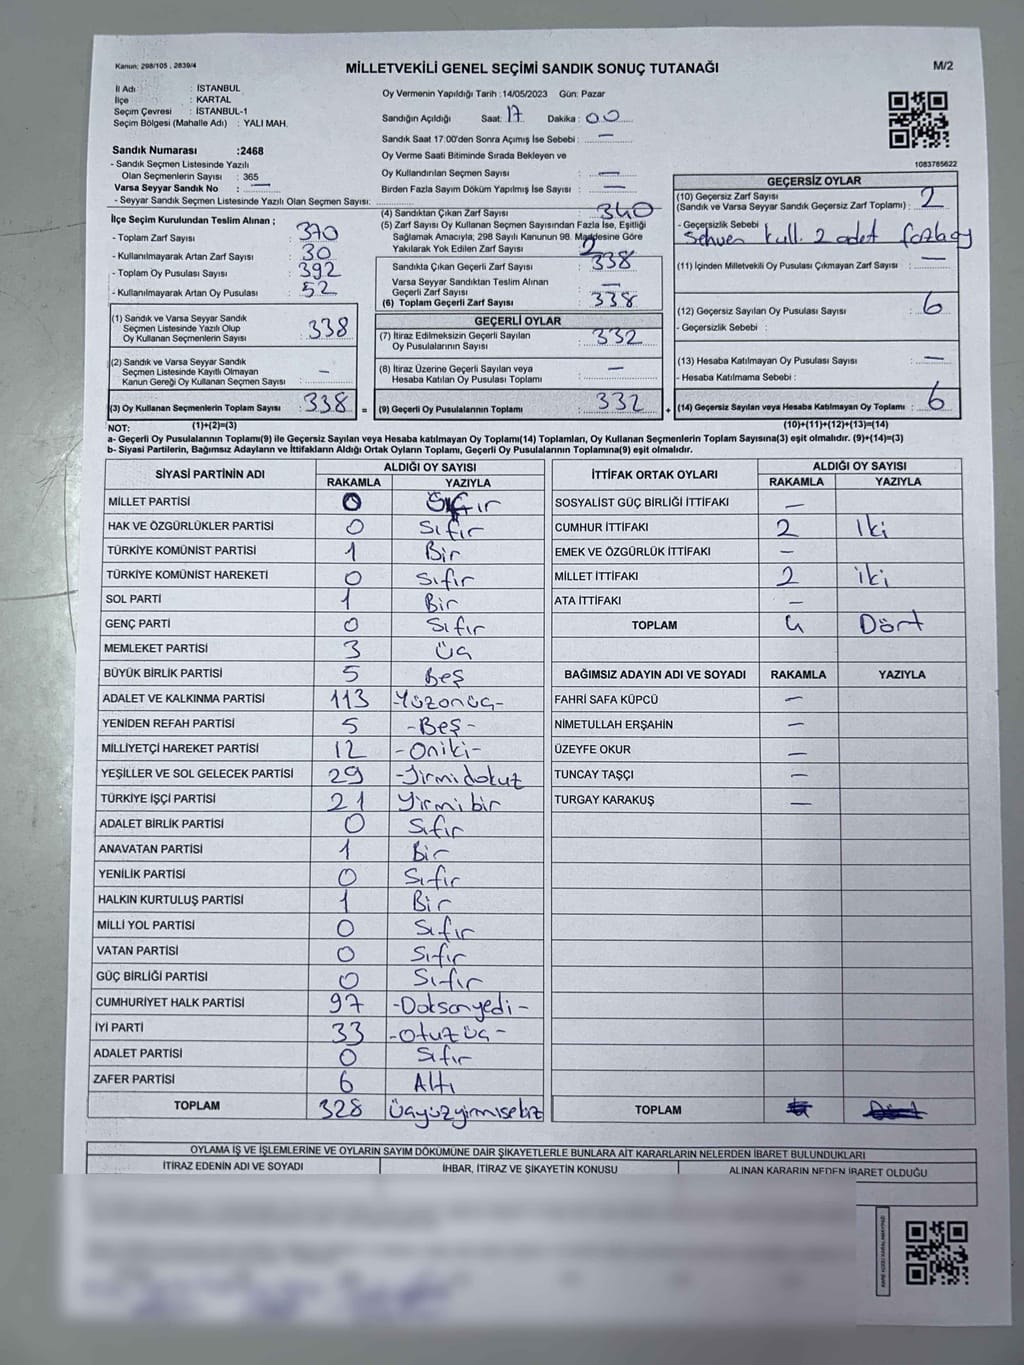 Kanun: 298/105 , 2839/4
MİLLETVEKİLİ GENEL SEÇİMİ SANDIK SONUÇ TUTANAĞI
M/2
İl Adı : İSTANBUL
İlçe : KARTAL
Seçim Çevresi : İSTANBUL-1
Seçim Bölgesi (Mahalle Adı) : YALI MAH.
Oy Vermenin Yapıldığı Tarih :14/05/2023 Gün: Pazar
Sandığın Açıldığı Saat: 17 Dakika : 00
Sandık Saat 17:00'den Sonra Açımış İse Sebebi : —
Oy Verme Saati Bitiminde Sırada Bekleyen ve
Oy Kullandırılan Seçmen Sayısı : —
Birden Fazla Sayım Döküm Yapılmış İse Sayısı : —
1083785622
Sandık Numarası :2468
- Sandık Seçmen Listesinde Yazılı
Olan Seçmenlerin Sayısı : 365
Varsa Seyyar Sandık No : —
- Seyyar Sandık Seçmen Listesinde Yazılı Olan Seçmen Sayısı:
İlçe Seçim Kurulundan Teslim Alınan ;
- Toplam Zarf Sayısı : 370
- Kullanılmayarak Artan Zarf Sayısı : 30
- Toplam Oy Pusulası Sayısı : 392
- Kullanılmayarak Artan Oy Pusulası : 52
(1) Sandık ve Varsa Seyyar Sandık
Seçmen Listesinde Yazılı Olup
Oy Kullanan Seçmenlerin Sayısı : 338
(2) Sandık ve Varsa Seyyar Sandık
Seçmen Listesinde Kayıtlı Olmayan
Kanun Gereği Oy Kullanan Seçmen Sayısı : –
(3) Oy Kullanan Seçmenlerin Toplam Sayısı : 338 =
(1)+(2)=(3)
(4) Sandıktan Çıkan Zarf Sayısı : 340
(5) Zarf Sayısı Oy Kullanan Seçmen Sayısından Fazla İse, Eşitliği
Sağlamak Amacıyla; 298 Sayılı Kanunun 98. Maddesine Göre
Yakılarak Yok Edilen Zarf Sayısı : 2
Sandıkta Çıkan Geçerli Zarf Sayısı : 338
Varsa Seyyar Sandıktan Teslim Alınan
Geçerli Zarf Sayısı : —
(6) Toplam Geçerli Zarf Sayısı : 338
GEÇERLİ OYLAR
(7) İtiraz Edilmeksizin Geçerli Sayılan
Oy Pusulalarının Sayısı : 332
(8) İtiraz Üzerine Geçerli Sayılan veya
Hesaba Katılan Oy Pusulası Toplamı : —
(9) Geçerli Oy Pusulalarının Toplamı : 332 +
GEÇERSİZ OYLAR
(10) Geçersiz Zarf Sayısı
(Sandık ve Varsa Seyyar Sandık Geçersiz Zarf Toplamı) : 2
- Geçersizlik Sebebi
Sehven kull. 2 adet fazla oy
(11) İçinden Milletvekili Oy Pusulası Çıkmayan Zarf Sayısı : —
(12) Geçersiz Sayılan Oy Pusulası Sayısı : 6
- Geçersizlik Sebebi :
(13) Hesaba Katılmayan Oy Pusulası Sayısı : —
- Hesaba Katılmama Sebebi :
(14) Geçersiz Sayılan veya Hesaba Katılmayan Oy Toplamı : 6
(10)+(11)+(12)+(13)=(14)
NOT:
a- Geçerli Oy Pusulalarının Toplamı(9) ile Geçersiz Sayılan veya Hesaba katılmayan Oy Toplamı(14) Toplamları, Oy Kullanan Seçmenlerin Toplam Sayısına(3) eşit olmalıdır. (9)+(14)=(3)
b- Siyasi Partilerin, Bağımsız Adayların ve İttifakların Aldığı Ortak Oyların Toplamı, Geçerli Oy Pusulalarının Toplamına(9) eşit olmalıdır.
SİYASİ PARTİNİN ADI ALDIĞI OY SAYISI
RAKAMLA YAZIYLA
MİLLET PARTİSİ 0 Sıfır
HAK VE ÖZGÜRLÜKLER PARTİSİ 0 Sıfır
TÜRKİYE KOMÜNİST PARTİSİ 1 Bir
TÜRKİYE KOMÜNİST HAREKETİ 0 Sıfır
SOL PARTİ 1 Bir
GENÇ PARTİ 0 Sıfır
MEMLEKET PARTİSİ 3 Üç
BÜYÜK BİRLİK PARTİSİ 5 Beş
ADALET VE KALKINMA PARTİSİ 113 -Yüzonüç-
YENİDEN REFAH PARTİSİ 5 -Beş-
MİLLİYETÇİ HAREKET PARTİSİ 12 -Oniki-
YEŞİLLER VE SOL GELECEK PARTİSİ 29 -Yirmidokuz
TÜRKİYE İŞÇİ PARTİSİ 21 Yirmi bir
ADALET BİRLİK PARTİSİ 0 Sıfır
ANAVATAN PARTİSİ 1 Bir
YENİLİK PARTİSİ 0 Sıfır
HALKIN KURTULUŞ PARTİSİ 1 Bir
MİLLİ YOL PARTİSİ 0 Sıfır
VATAN PARTİSİ 0 Sıfır
GÜÇ BİRLİĞİ PARTİSİ 0 Sıfır
CUMHURİYET HALK PARTİSİ 97 -Doksanyedi-
İYİ PARTİ 33 -Otuzüç-
ADALET PARTİSİ 0 Sıfır
ZAFER PARTİSİ 6 Altı
TOPLAM 328 Üçyüzyirmisekiz
İTTİFAK ORTAK OYLARI ALDIĞI OY SAYISI
RAKAMLA YAZIYLA
SOSYALİST GÜÇ BİRLİĞİ İTTİFAKI —
CUMHUR İTTİFAKI 2 İki
EMEK VE ÖZGÜRLÜK İTTİFAKI —
MİLLET İTTİFAKI 2 iki
ATA İTTİFAKI —
TOPLAM 4 Dört
BAĞIMSIZ ADAYIN ADI VE SOYADI RAKAMLA YAZIYLA
FAHRİ SAFA KÜPCÜ —
NİMETULLAH ERŞAHİN —
ÜZEYFE OKUR —
TUNCAY TAŞÇI —
TURGAY KARAKUŞ —
TOPLAM
OYLAMA İŞ VE İŞLEMLERİNE VE OYLARIN SAYIM DÖKÜMÜNE DAİR ŞİKAYETLERLE BUNLARA AİT KARARLARIN NELERDEN İBARET BULUNDUKLARI
İTİRAZ EDENİN ADI VE SOYADI İHBAR, İTİRAZ VE ŞİKAYETİN KONUSU ALINAN KARARIN NEDEN İBARET OLDUĞU